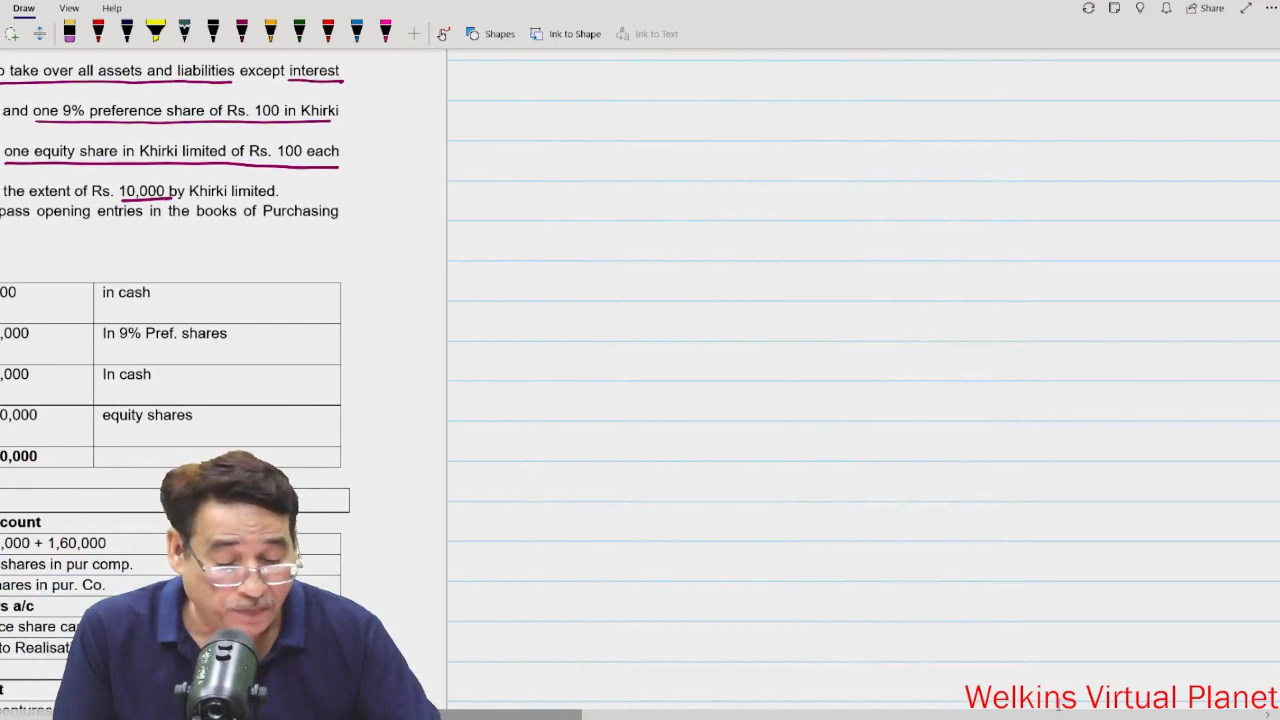 Draw View Help
Share
Shapes Ink to Shape Ink to Text
o take over all assets and liabilities except interest
and one 9% preference share of Rs. 100 in Khirki
one equity share in Khirki limited of Rs. 100 each
the extent of Rs. 10,000 by Khirki limited.
pass opening entries in the books of Purchasing
00 in cash
,000 In 9% Pref. shares
,000 In cash
0,000 equity shares
0,000
count
,000 + 1,60,000
shares in pur comp.
ares in pur. Co.
s a/c
ce share ca
to Realisat
t
Welkins Virtual Planet